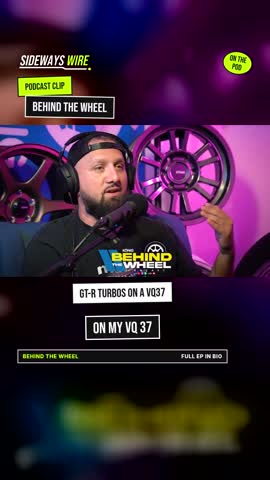 SIDEWAYS WIRE.
ON THE
POD
PODCAST CLIP
BEHIND THE WHEEL
BEHIND
THE WHEEL
PODCAST
GT-R TURBOS ON A VQ37
ON MY VQ 37
BEHIND THE WHEEL
FULL EP IN BIO